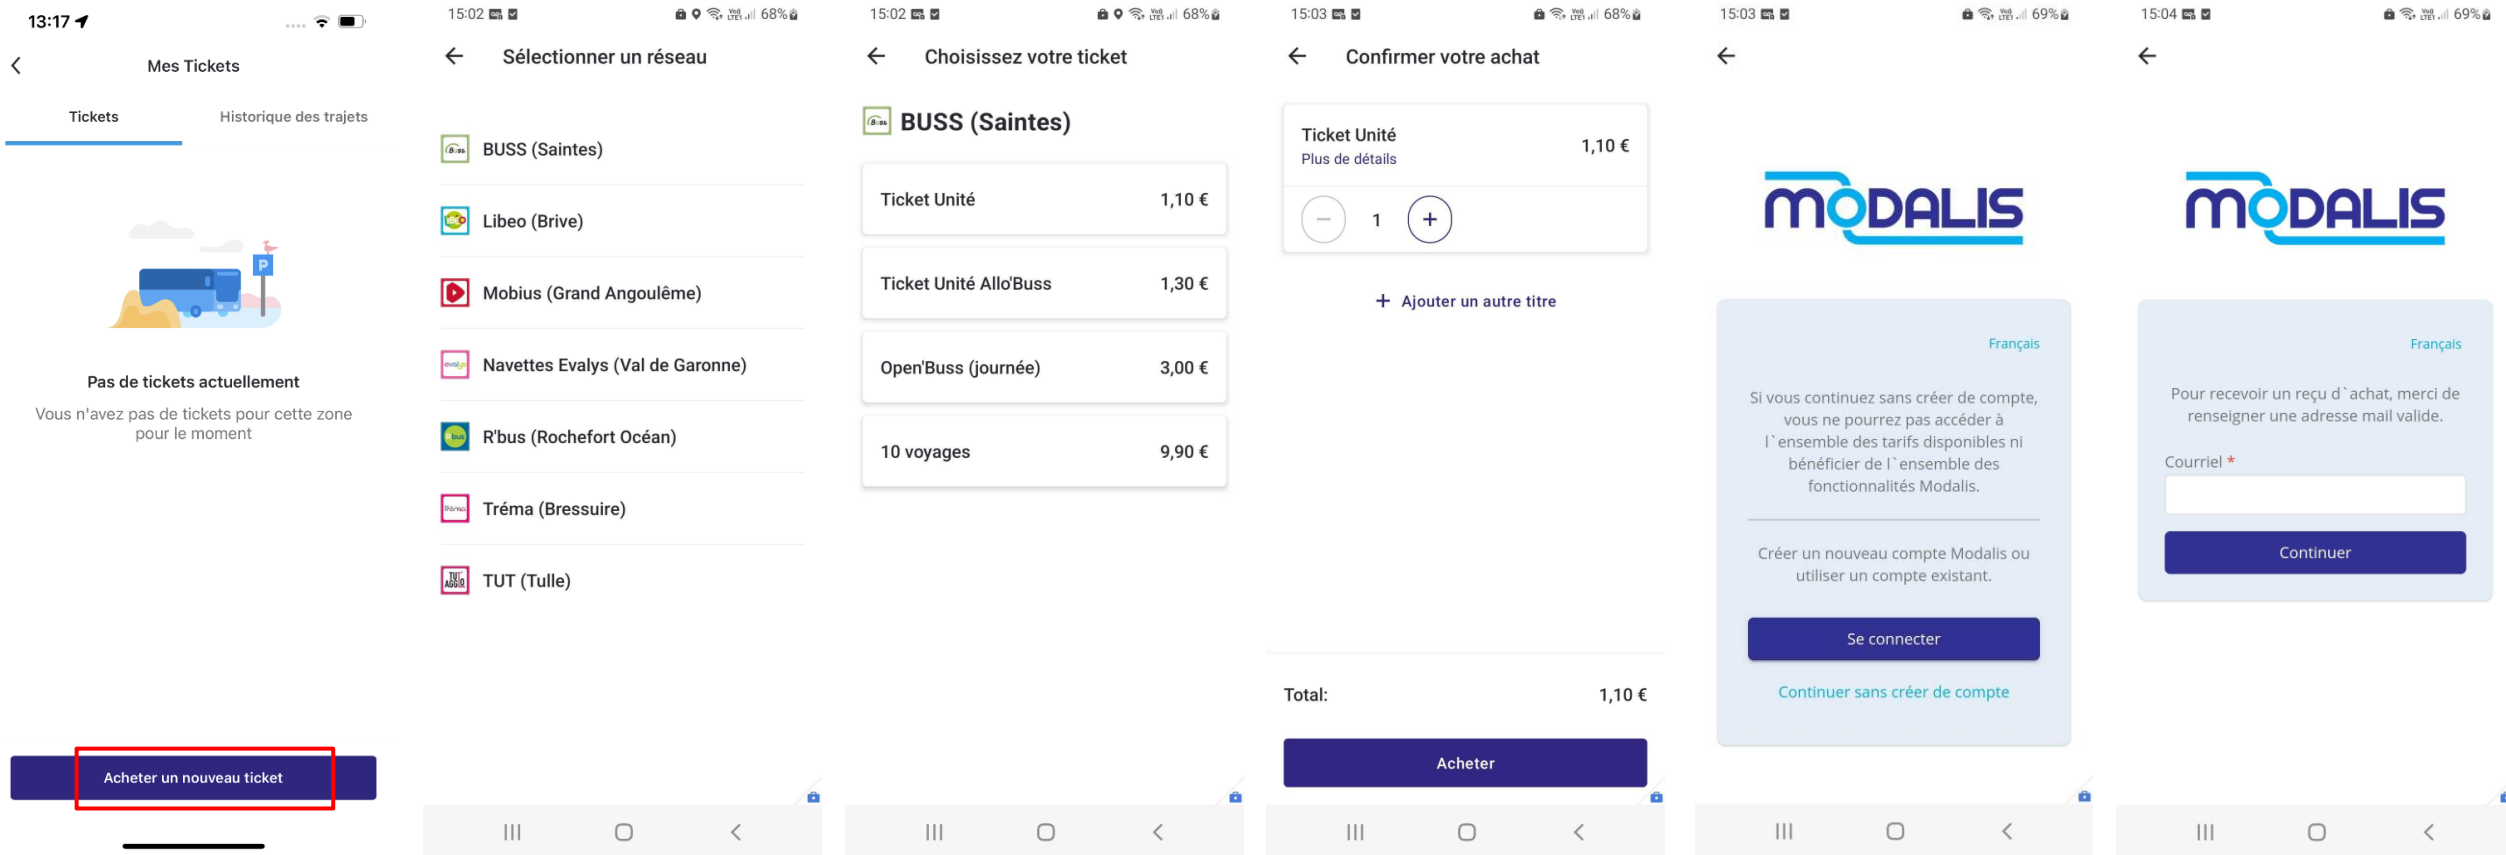 13:17
Mes Tickets
Tickets
Historique des trajets
P
Pas de tickets actuellement
Vous n'avez pas de tickets pour cette zone
pour le moment
Acheter un nouveau ticket
15:02
68%
Sélectionner un réseau
Buss
BUSS (Saintes)
Libeo (Brive)
Mobius (Grand Angoulême)
evalys
Navettes Evalys (Val de Garonne)
R'bus
R'bus (Rochefort Océan)
Tréma
Tréma (Bressuire)
TUT
AGGLO
TUT (Tulle)
15:02
68%
Choisissez votre ticket
Buss
BUSS (Saintes)
Ticket Unité
1,10 €
Ticket Unité Allo'Buss
1,30 €
Open'Buss (journée)
3,00 €
10 voyages
9,90 €
15:03
68%
Confirmer votre achat
Ticket Unité
1,10 €
Plus de détails
− 1 +
+ Ajouter un autre titre
Total:
1,10 €
Acheter
15:03
69%
MODALIS
Français
Si vous continuez sans créer de compte,
vous ne pourrez pas accéder à
l`ensemble des tarifs disponibles ni
bénéficier de l`ensemble des
fonctionnalités Modalis.
Créer un nouveau compte Modalis ou
utiliser un compte existant.
Se connecter
Continuer sans créer de compte
15:04
69%
MODALIS
Français
Pour recevoir un reçu d`achat, merci de
renseigner une adresse mail valide.
Courriel *
Continuer